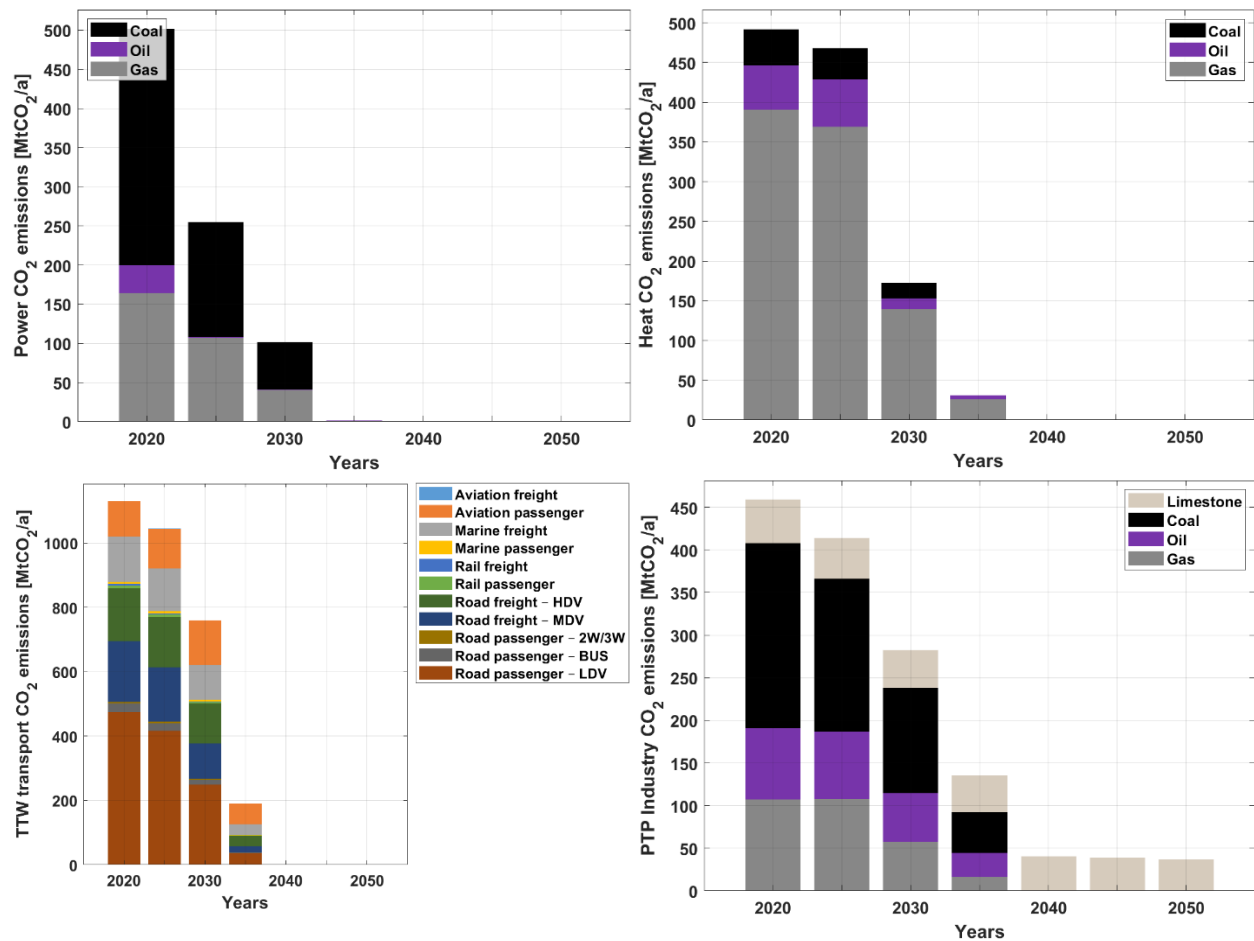 Power CO2 emissions [MtCO2/a]
500
450
400
350
300
250
200
150
100
50
0
Coal
Oil
Gas
2020
2030
2040
2050
Years
Heat CO2 emissions [MtCO2/a]
500
450
400
350
300
250
200
150
100
50
0
Coal
Oil
Gas
2020
2030
2040
2050
Years
TTW transport CO2 emissions [MtCO2/a]
1000
800
600
400
200
0
2020
2030
2040
2050
Years
Aviation freight
Aviation passenger
Marine freight
Marine passenger
Rail freight
Rail passenger
Road freight – HDV
Road freight – MDV
Road passenger – 2W/3W
Road passenger – BUS
Road passenger – LDV
PTP Industry CO2 emissions [MtCO2/a]
450
400
350
300
250
200
150
100
50
0
Limestone
Coal
Oil
Gas
2020
2030
2040
2050
Years